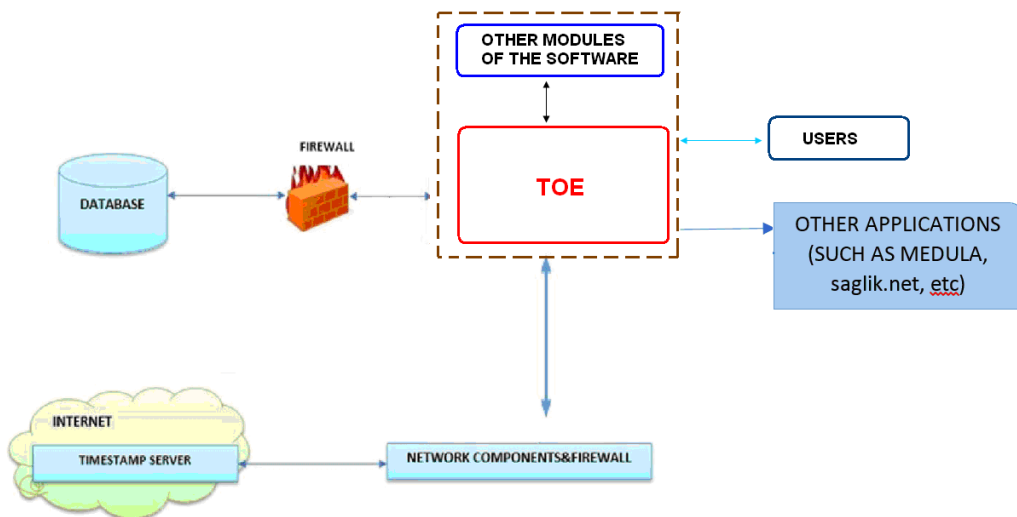 OTHER MODULES
OF THE SOFTWARE
FIREWALL
USERS
TOE
DATABASE
OTHER APPLICATIONS
(SUCH AS MEDULA,
saglik.net, etc)
INTERNET
TIMESTAMP SERVER
NETWORK COMPONENTS&FIREWALL